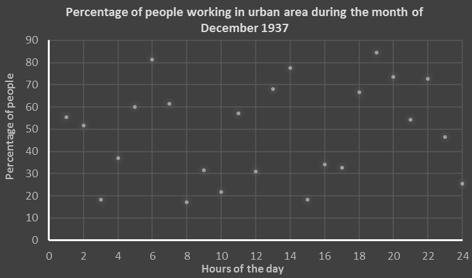 Percentage of people working in urban area during the month of
December 1937
90
80
70
60
50
40
30
20
10
0
Percentage of people
0 2 4 6 8 10 12 14 16 18 20 22 24
Hours of the day